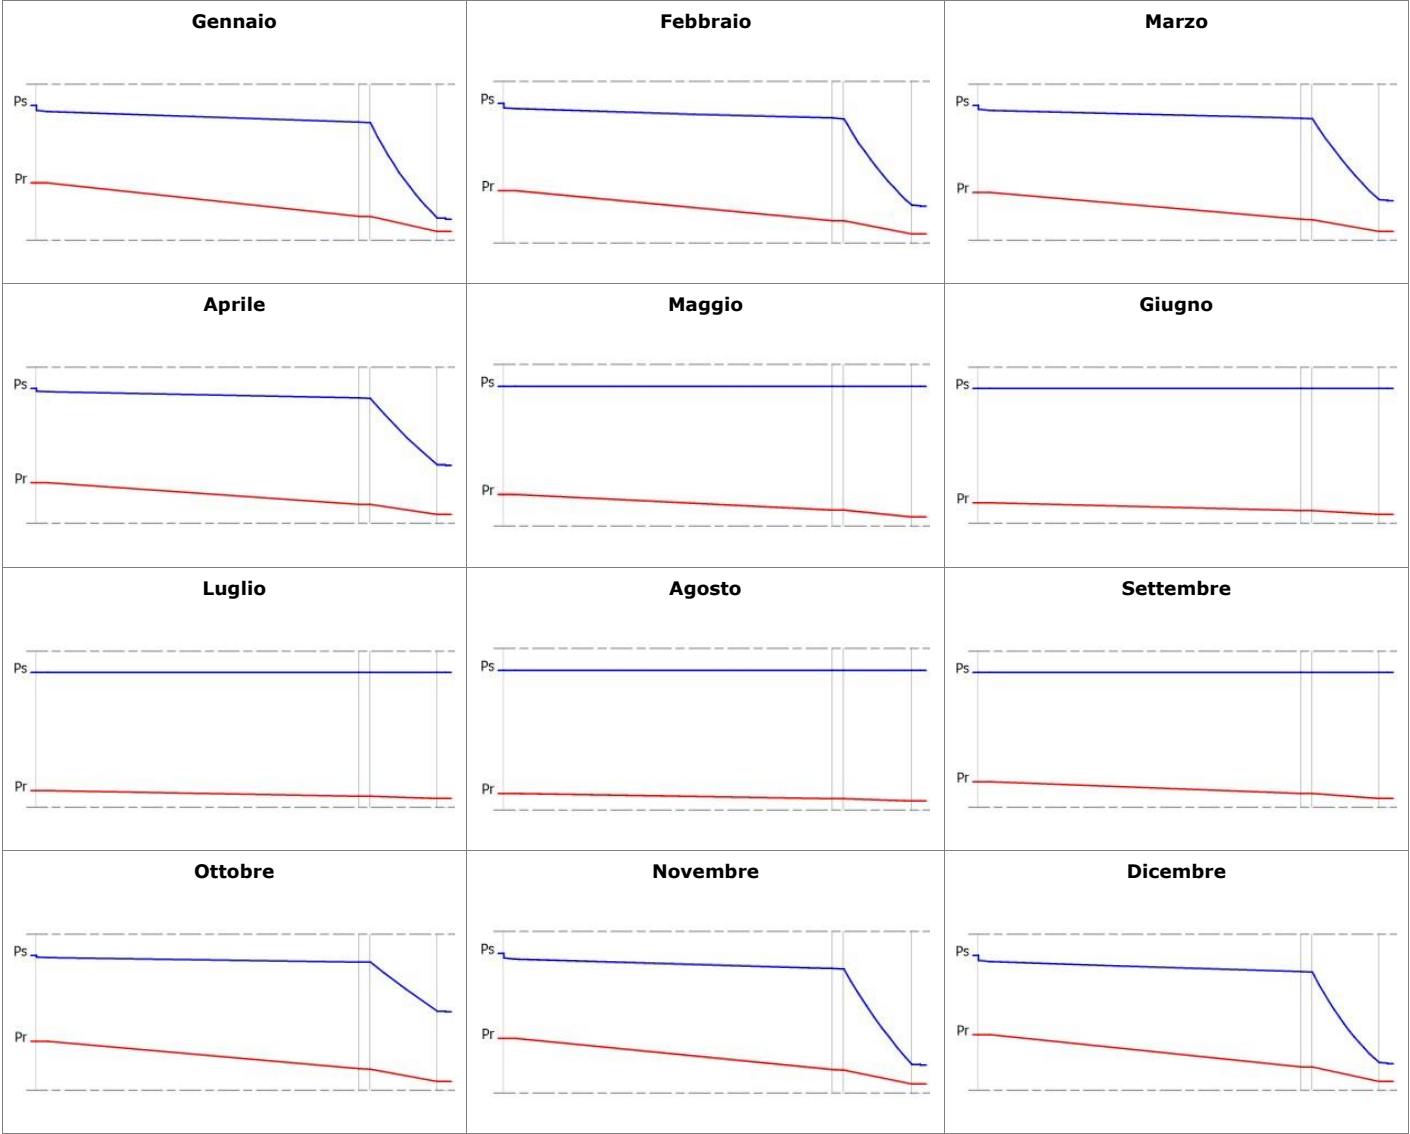 Gennaio
Febbraio
Marzo
Ps
Ps
Ps
Pr
Pr
Pr
Aprile
Maggio
Giugno
Ps
Ps
Ps
Pr
Pr
Pr
Luglio
Agosto
Settembre
Ps
Ps
Ps
Pr
Pr
Pr
Ottobre
Novembre
Dicembre
Ps
Ps
Ps
Pr
Pr
Pr